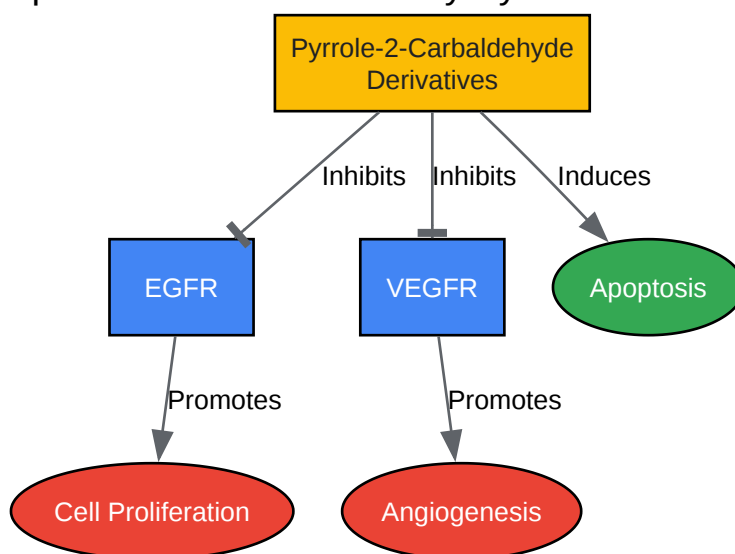 Pyrrole-2-Carbaldehyde
Derivatives
Inhibits
Inhibits
Induces
EGFR
VEGFR
Apoptosis
Promotes
Promotes
Cell Proliferation
Angiogenesis